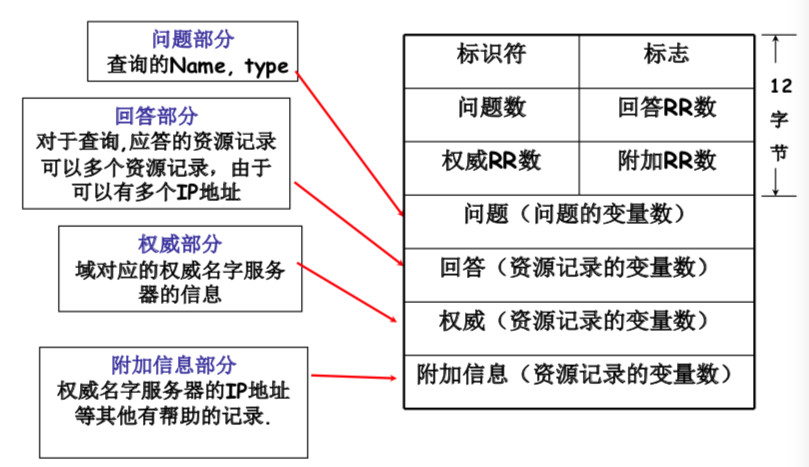 问题部分
查询的Name, type
回答部分
对于查询,应答的资源记录
可以多个资源记录，由于
可以有多个IP地址
权威部分
域对应的权威名字服务
器的信息
附加信息部分
权威名字服务器的IP地址
等其他有帮助的记录.
标识符 标志
问题数 回答RR数
权威RR数 附加RR数
问题（问题的变量数）
回答（资源记录的变量数）
权威（资源记录的变量数）
附加信息（资源记录的变量数）
12
字
节